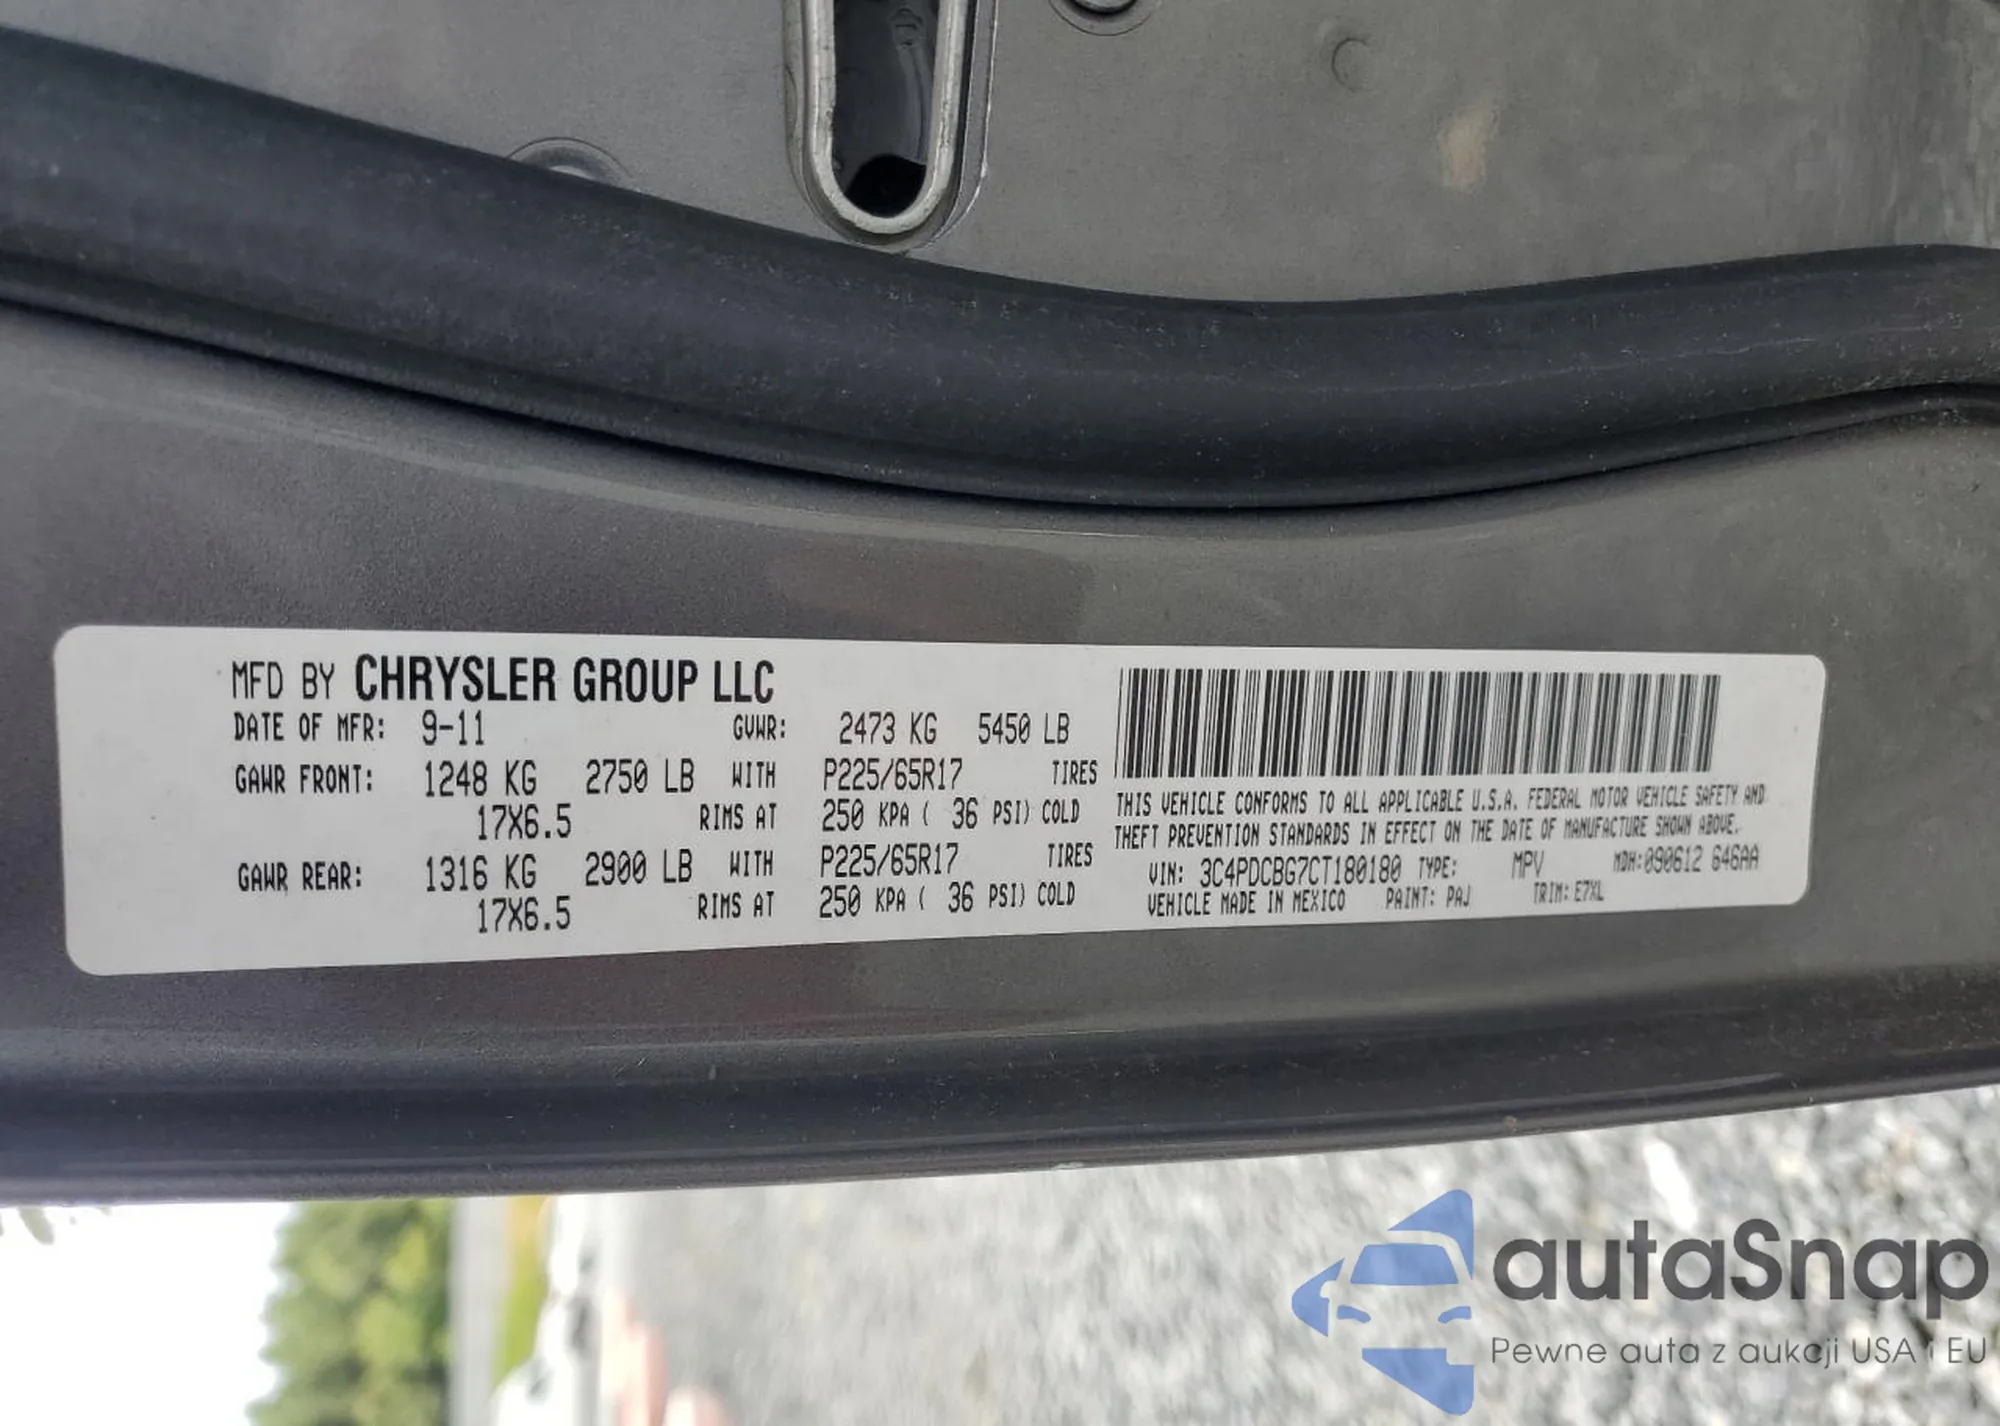 MFD BY CHRYSLER GROUP LLC
DATE OF MFR: 9-11 GVWR: 2473 KG 5450 LB
GAWR FRONT: 1248 KG 2750 LB WITH P225/65R17 TIRES
17X6.5 RIMS AT 250 KPA ( 36 PSI) COLD
GAWR REAR: 1316 KG 2900 LB WITH P225/65R17 TIRES
17X6.5 RIMS AT 250 KPA ( 36 PSI) COLD
THIS VEHICLE CONFORMS TO ALL APPLICABLE U.S.A. FEDERAL MOTOR VEHICLE SAFETY AND
THEFT PREVENTION STANDARDS IN EFFECT ON THE DATE OF MANUFACTURE SHOWN ABOVE.
VIN: 3C4PDCBG7CT180180 TYPE: MPV MDH:090612 646AA
VEHICLE MADE IN MEXICO PAINT: PAJ TRIM: E7XL
autaSnap
Pewne auta z aukcji USA i EU